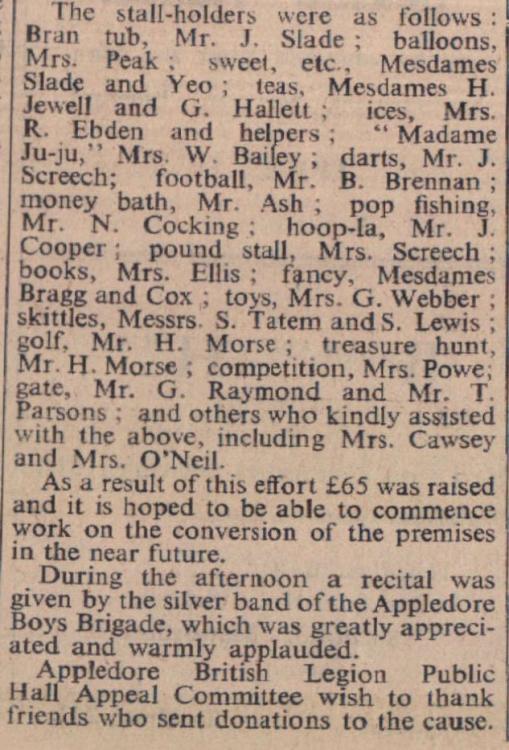 The stall-holders were as follows :
Bran tub, Mr. J. Slade ; balloons,
Mrs. Peak ; sweet, etc., Mesdames
Slade and Yeo ; teas, Mesdames H.
Jewell and G. Hallett ; ices, Mrs.
R. Ebden and helpers ; “ Madame
Ju-ju,” Mrs. W. Bailey ; darts, Mr. J.
Screech; football, Mr. B. Brennan ;
money bath, Mr. Ash ; pop fishing,
Mr. N. Cocking ; hoop-la, Mr. J.
Cooper ; pound stall, Mrs. Screech ;
books, Mrs. Ellis ; fancy, Mesdames
Bragg and Cox ; toys, Mrs. G. Webber ;
skittles, Messrs. S. Tatem and S. Lewis ;
golf, Mr. H. Morse ; treasure hunt,
Mr. H. Morse ; competition, Mrs. Powe;
gate, Mr. G. Raymond and Mr. T.
Parsons ; and others who kindly assisted
with the above, including Mrs. Cawsey
and Mrs. O’Neil.
As a result of this effort £65 was raised
and it is hoped to be able to commence
work on the conversion of the premises
in the near future.
During the afternoon a recital was
given by the silver band of the Appledore
Boys Brigade, which was greatly appreci-
ated and warmly applauded.
Appledore British Legion Public
Hall Appeal Committee wish to thank
friends who sent donations to the cause.